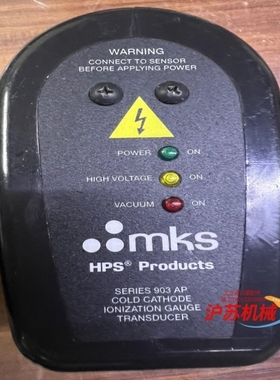 WARNING
CONNECT TO SENSOR
BEFORE APPLYING POWER
POWER ON
HIGH VOLTAGE ON
VACUUM ON
mks
HPS® Products
SERIES 903 AP
COLD CATHODE
IONIZATION GAUGE
TRANSDUCER
沪苏机械